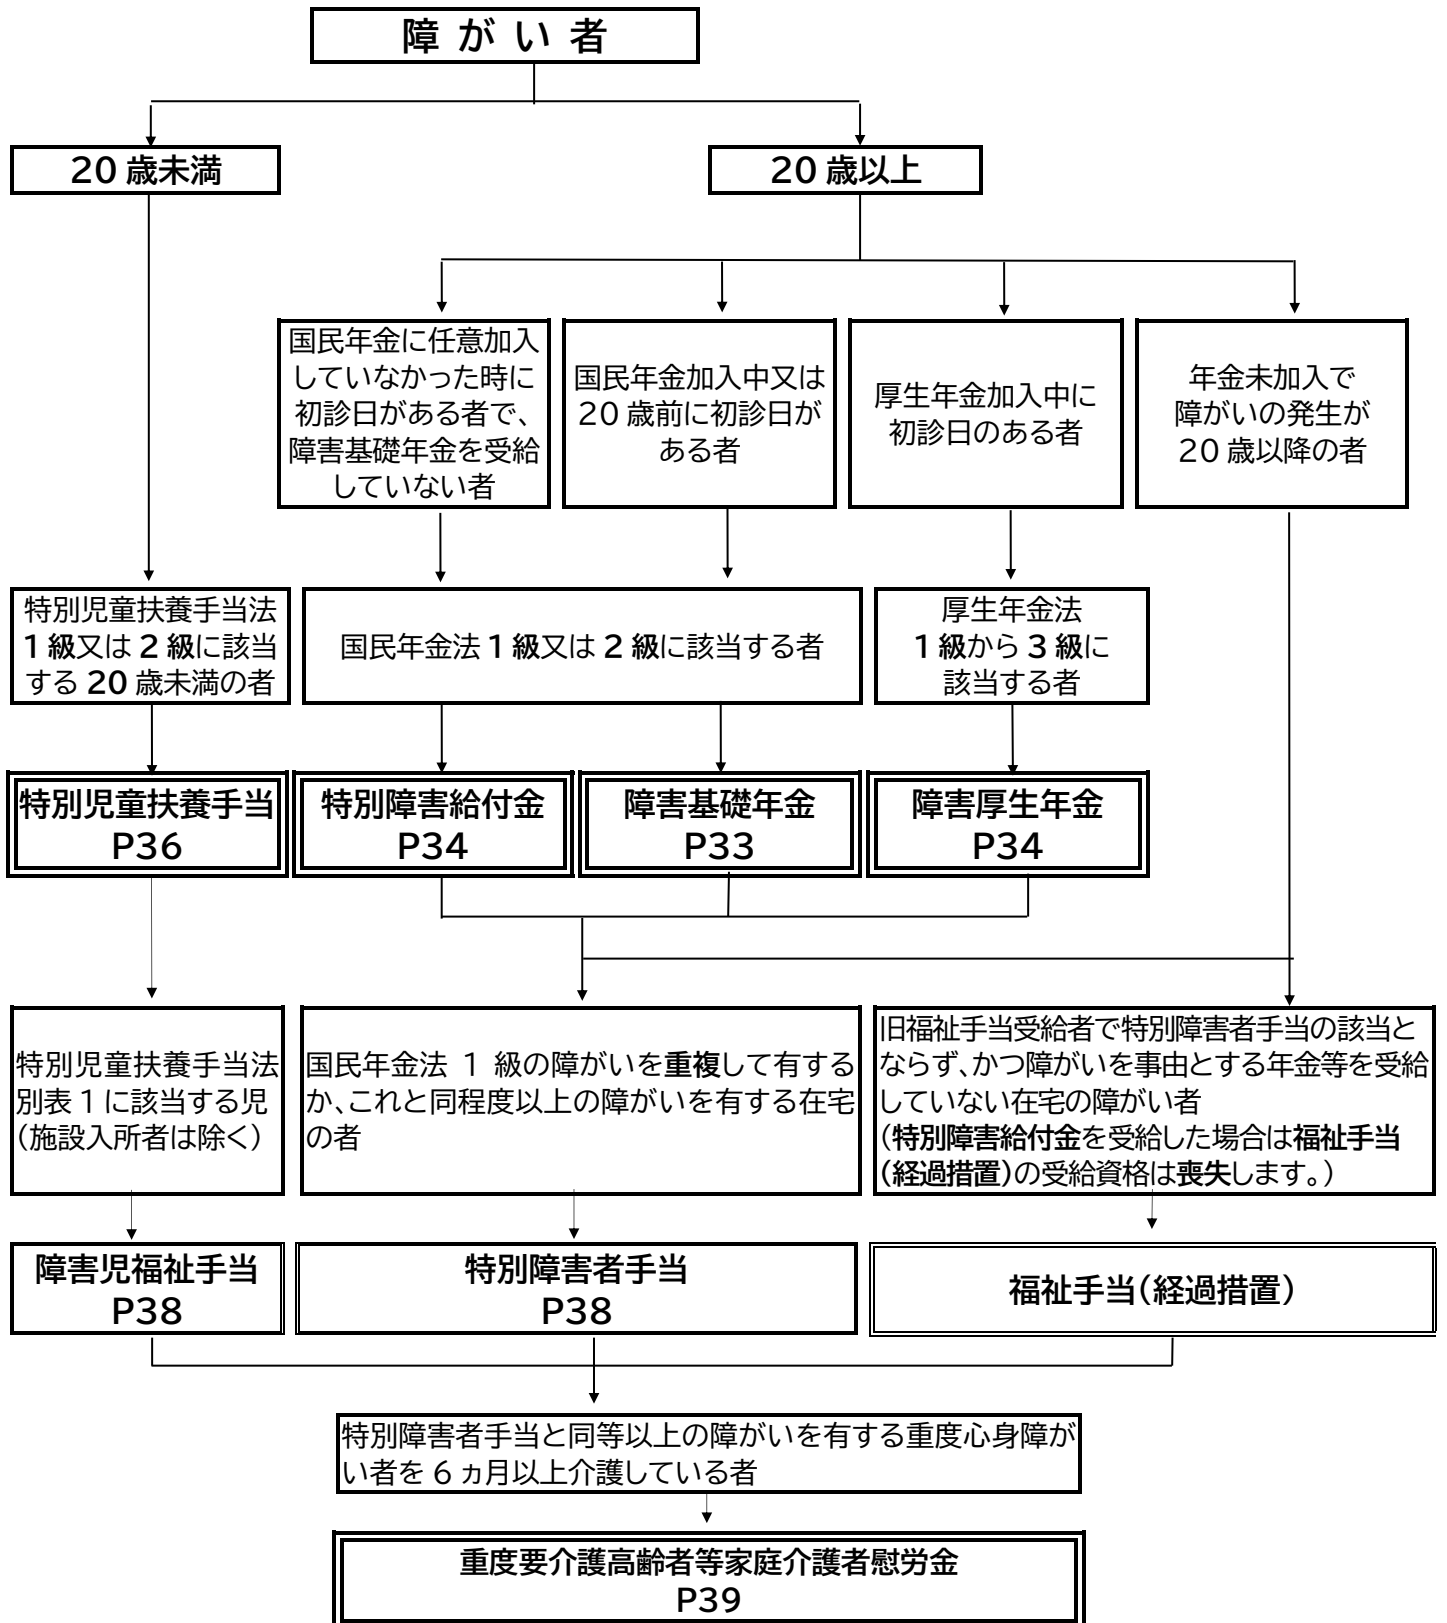 障 が い 者
20 歳未満
20 歳以上
国民年金に任意加入
していなかった時に
初診日がある者で、
障害基礎年金を受給
していない者
国民年金加入中又は
20 歳前に初診日が
ある者
厚生年金加入中に
初診日のある者
年金未加入で
障がいの発生が
20 歳以降の者
特別児童扶養手当法
1 級又は 2 級に該当
する 20 歳未満の者
国民年金法 1 級又は 2 級に該当する者
厚生年金法
1 級から 3 級に
該当する者
特別児童扶養手当
P36
特別障害給付金
P34
障害基礎年金
P33
障害厚生年金
P34
特別児童扶養手当法
別表 1 に該当する児
(施設入所者は除く)
国民年金法 1 級の障がいを重複して有する
か、これと同程度以上の障がいを有する在宅
の者
旧福祉手当受給者で特別障害者手当の該当と
ならず、かつ障がいを事由とする年金等を受給
していない在宅の障がい者
(特別障害給付金を受給した場合は福祉手当
(経過措置)の受給資格は喪失します。)
障害児福祉手当
P38
特別障害者手当
P38
福祉手当(経過措置)
特別障害者手当と同等以上の障がいを有する重度心身障が
い者を 6 ヵ月以上介護している者
重度要介護高齢者等家庭介護者慰労金
P39